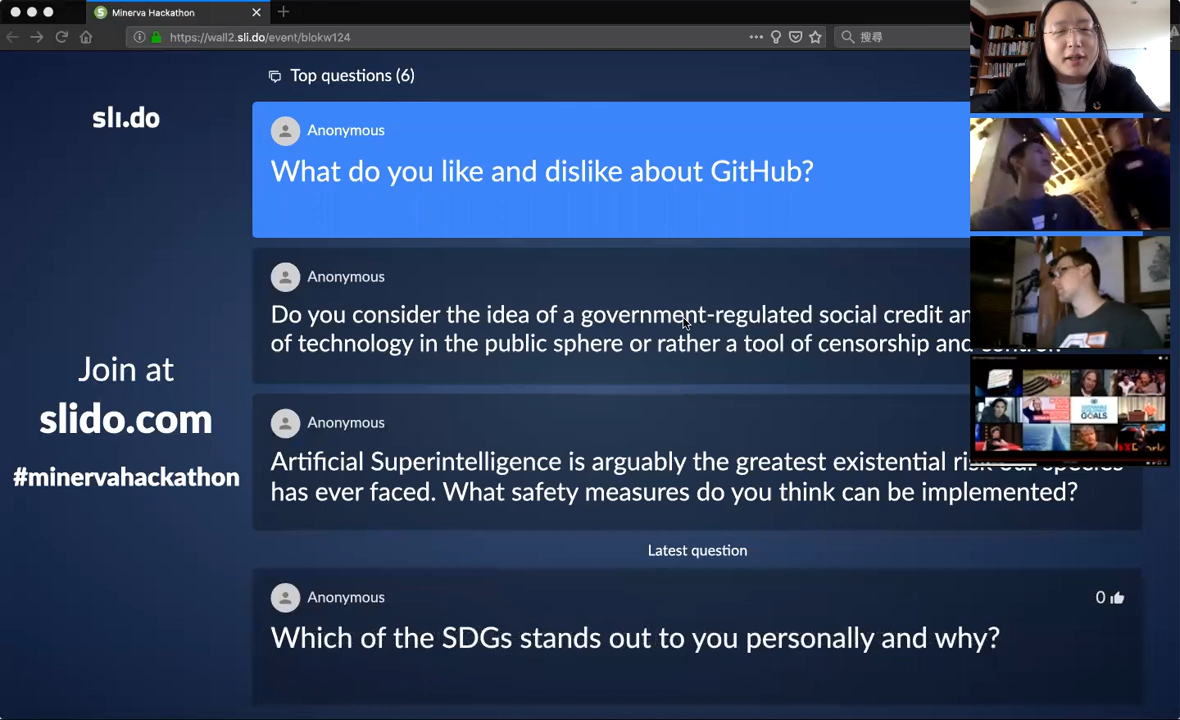 Minerva Hackathon
https://wall2.sli.do/event/blokw124
搜尋
Top questions (6)
sli.do
Anonymous
What do you like and dislike about GitHub?
Anonymous
Do you consider the idea of a government-regulated social credit
of technology in the public sphere or rather a tool of censorship and
Join at
slido.com
#minervahackathon
Anonymous
Artificial Superintelligence is arguably the greatest existential risk our species
has ever faced. What safety measures do you think can be implemented?
Latest question
Anonymous
0
Which of the SDGs stands out to you personally and why?
GOALS